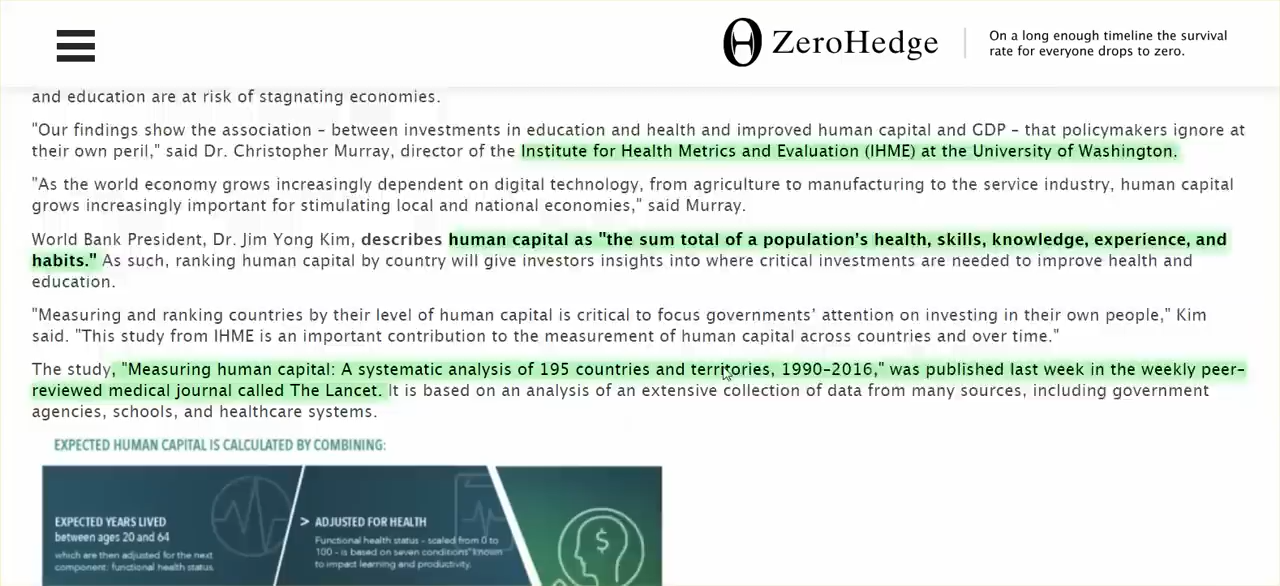 ZeroHedge
On a long enough timeline the survival
rate for everyone drops to zero.
and education are at risk of stagnating economies.
"Our findings show the association – between investments in education and health and improved human capital and GDP – that policymakers ignore at
their own peril," said Dr. Christopher Murray, director of the Institute for Health Metrics and Evaluation (IHME) at the University of Washington.
"As the world economy grows increasingly dependent on digital technology, from agriculture to manufacturing to the service industry, human capital
grows increasingly important for stimulating local and national economies," said Murray.
World Bank President, Dr. Jim Yong Kim, describes human capital as "the sum total of a population's health, skills, knowledge, experience, and
habits." As such, ranking human capital by country will give investors insights into where critical investments are needed to improve health and
education.
"Measuring and ranking countries by their level of human capital is critical to focus governments' attention on investing in their own people," Kim
said. "This study from IHME is an important contribution to the measurement of human capital across countries and over time."
The study, "Measuring human capital: A systematic analysis of 195 countries and territories, 1990–2016," was published last week in the weekly peer-
reviewed medical journal called The Lancet. It is based on an analysis of an extensive collection of data from many sources, including government
agencies, schools, and healthcare systems.
EXPECTED HUMAN CAPITAL IS CALCULATED BY COMBINING:
EXPECTED YEARS LIVED
between ages 20 and 64
which are then adjusted for the next
component: functional health status.
> ADJUSTED FOR HEALTH
Functional health status - scaled from 0 to
100 - is based on seven conditions known
to impact learning and productivity.
$